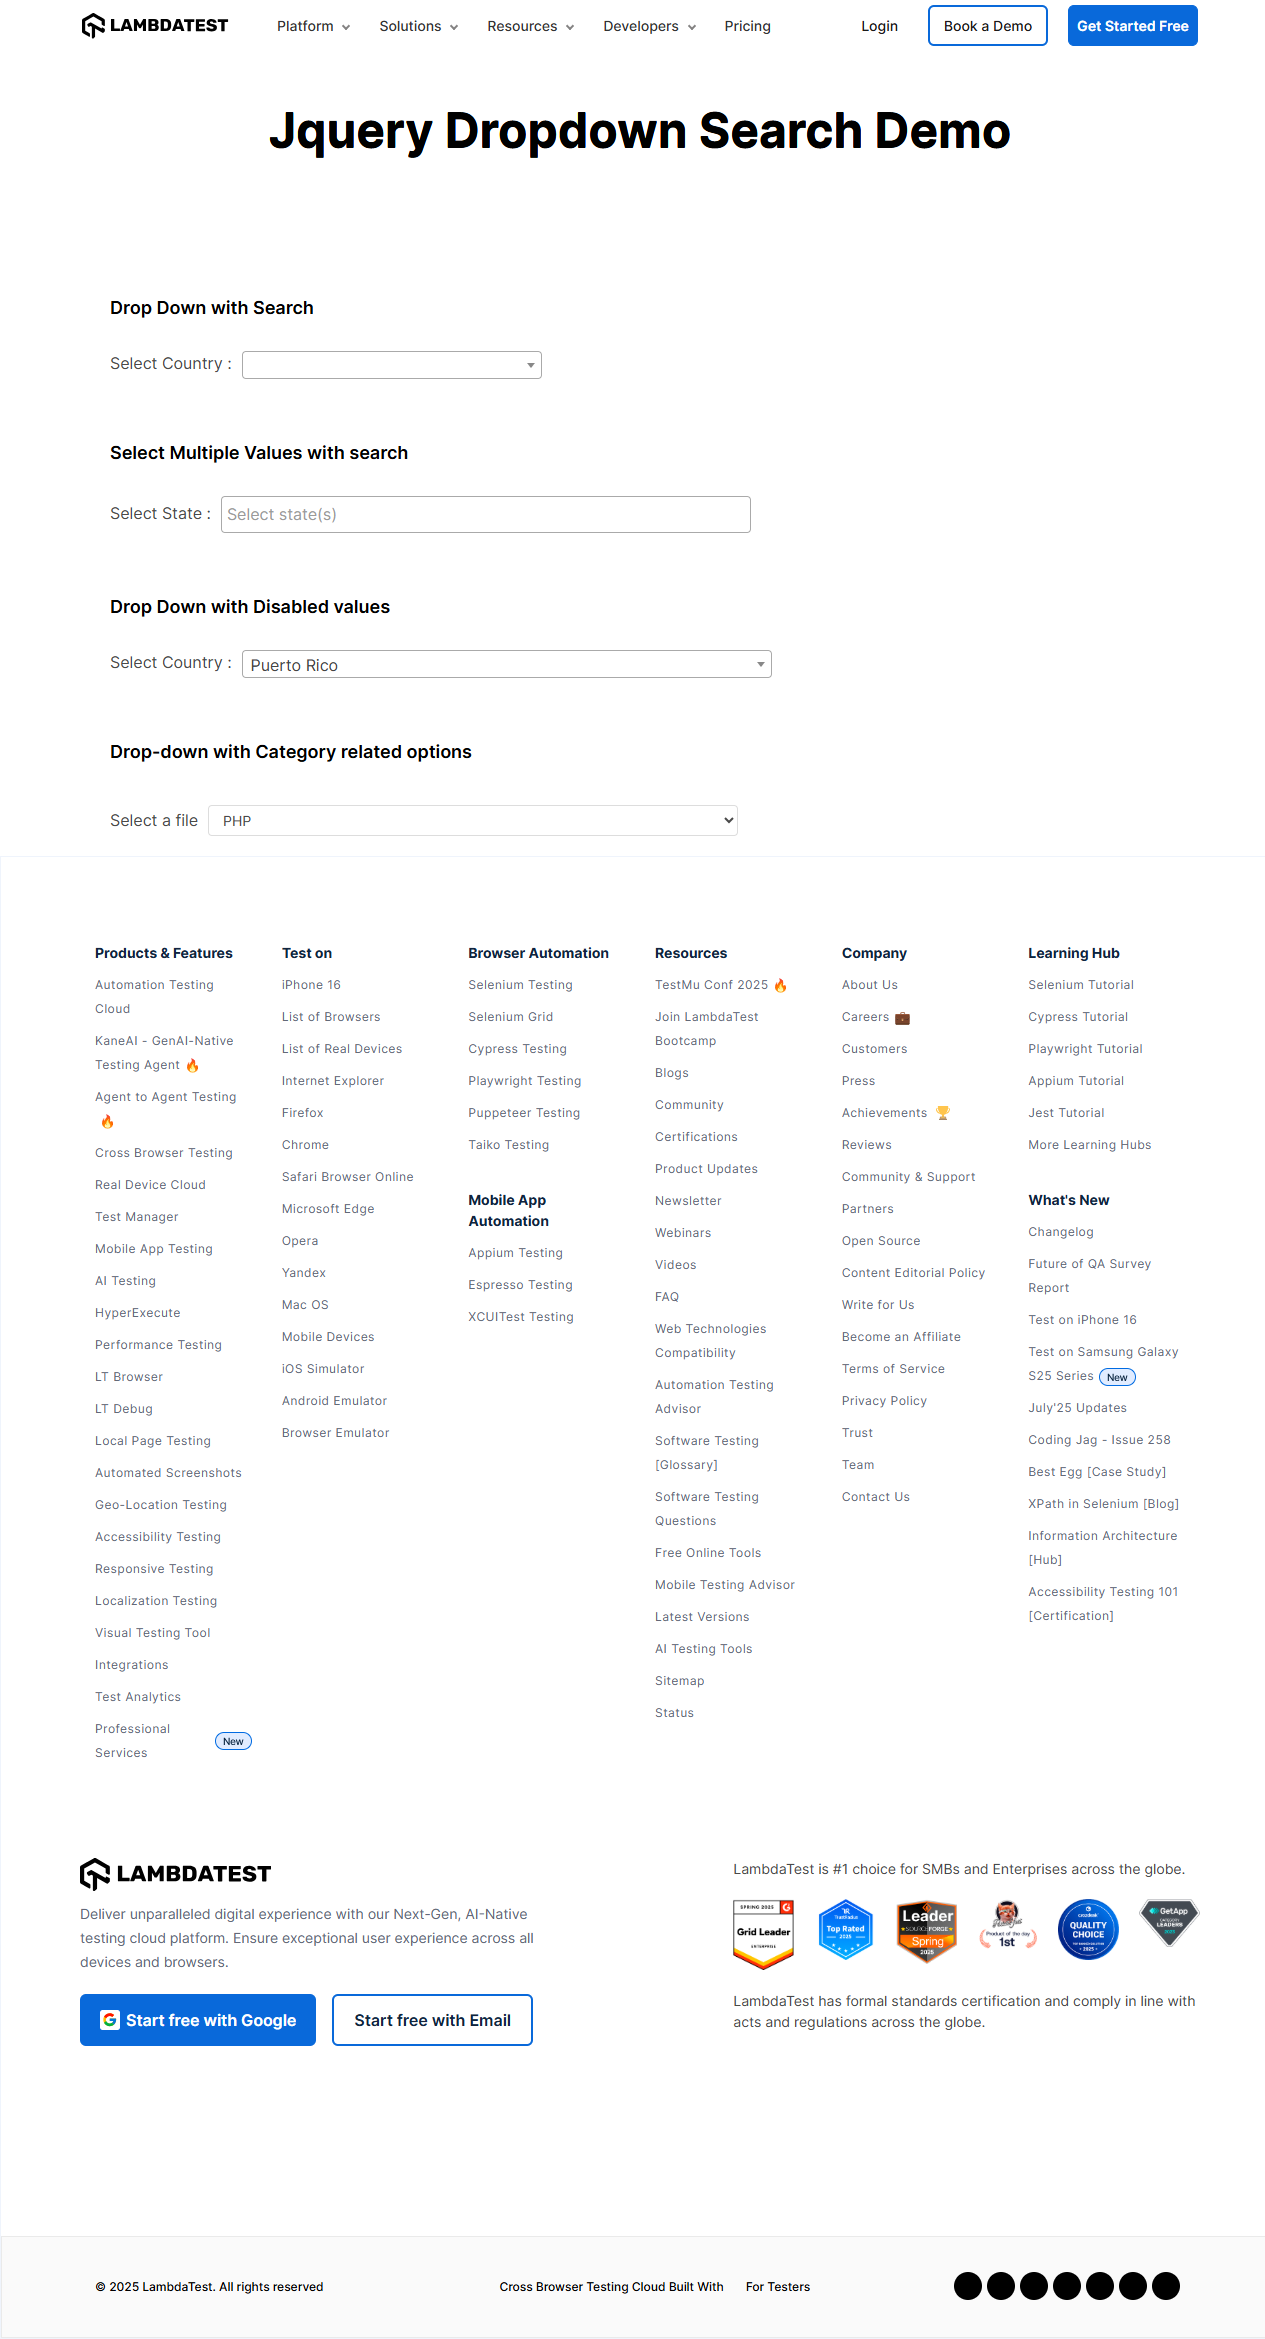 LAMBDATEST
Platform
Solutions
Resources
Developers
Pricing
Login
Book a Demo
Get Started Free
Jquery Dropdown Search Demo
Drop Down with Search
Select Country :
Select Multiple Values with search
Select State :
Select state(s)
Drop Down with Disabled values
Select Country :
Puerto Rico
Drop-down with Category related options
Select a file
PHP
Products & Features
Automation Testing
Cloud
KaneAI - GenAI-Native
Testing Agent 🔥
Agent to Agent Testing
🔥
Cross Browser Testing
Real Device Cloud
Test Manager
Mobile App Testing
AI Testing
HyperExecute
Performance Testing
LT Browser
LT Debug
Local Page Testing
Automated Screenshots
Geo-Location Testing
Accessibility Testing
Responsive Testing
Localization Testing
Visual Testing Tool
Integrations
Test Analytics
Professional
Services
New
Test on
iPhone 16
List of Browsers
List of Real Devices
Internet Explorer
Firefox
Chrome
Safari Browser Online
Microsoft Edge
Opera
Yandex
Mac OS
Mobile Devices
iOS Simulator
Android Emulator
Browser Emulator
Browser Automation
Selenium Testing
Selenium Grid
Cypress Testing
Playwright Testing
Puppeteer Testing
Taiko Testing
Mobile App
Automation
Appium Testing
Espresso Testing
XCUITest Testing
Resources
TestMu Conf 2025 🔥
Join LambdaTest
Bootcamp
Blogs
Community
Certifications
Product Updates
Newsletter
Webinars
Videos
FAQ
Web Technologies
Compatibility
Automation Testing
Advisor
Software Testing
[Glossary]
Software Testing
Questions
Free Online Tools
Mobile Testing Advisor
Latest Versions
AI Testing Tools
Sitemap
Status
Company
About Us
Careers 💼
Customers
Press
Achievements 🏆
Reviews
Community & Support
Partners
Open Source
Content Editorial Policy
Write for Us
Become an Affiliate
Terms of Service
Privacy Policy
Trust
Team
Contact Us
Learning Hub
Selenium Tutorial
Cypress Tutorial
Playwright Tutorial
Appium Tutorial
Jest Tutorial
More Learning Hubs
What's New
Changelog
Future of QA Survey
Report
Test on iPhone 16
Test on Samsung Galaxy
S25 Series New
July'25 Updates
Coding Jag - Issue 258
Best Egg [Case Study]
XPath in Selenium [Blog]
Information Architecture
[Hub]
Accessibility Testing 101
[Certification]
LAMBDATEST
Deliver unparalleled digital experience with our Next-Gen, AI-Native
testing cloud platform. Ensure exceptional user experience across all
devices and browsers.
Start free with Google
Start free with Email
LambdaTest is #1 choice for SMBs and Enterprises across the globe.
SPRING 2025
Grid Leader
ENTERPRISE
TrustRadius
Top Rated
2025
Leader
SOURCEFORGE
Spring
2025
Product of the day
1st
crozdesk
QUALITY
CHOICE
2025
GetApp
CATEGORY
LEADERS
LambdaTest has formal standards certification and comply in line with
acts and regulations across the globe.
© 2025 LambdaTest. All rights reserved
Cross Browser Testing Cloud Built With
For Testers